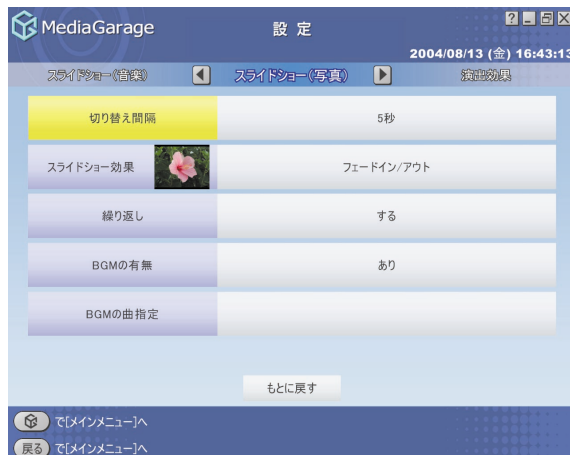 MediaGarage
設定
2004/08/13 (金) 16:43:13
スライドショー(音楽)
スライドショー(写真)
演出効果
切り替え間隔
5秒
スライドショー効果
フェードイン/アウト
繰り返し
する
BGMの有無
あり
BGMの曲指定
もとに戻す
で[メインメニュー]へ
戻る で[メインメニュー]へ